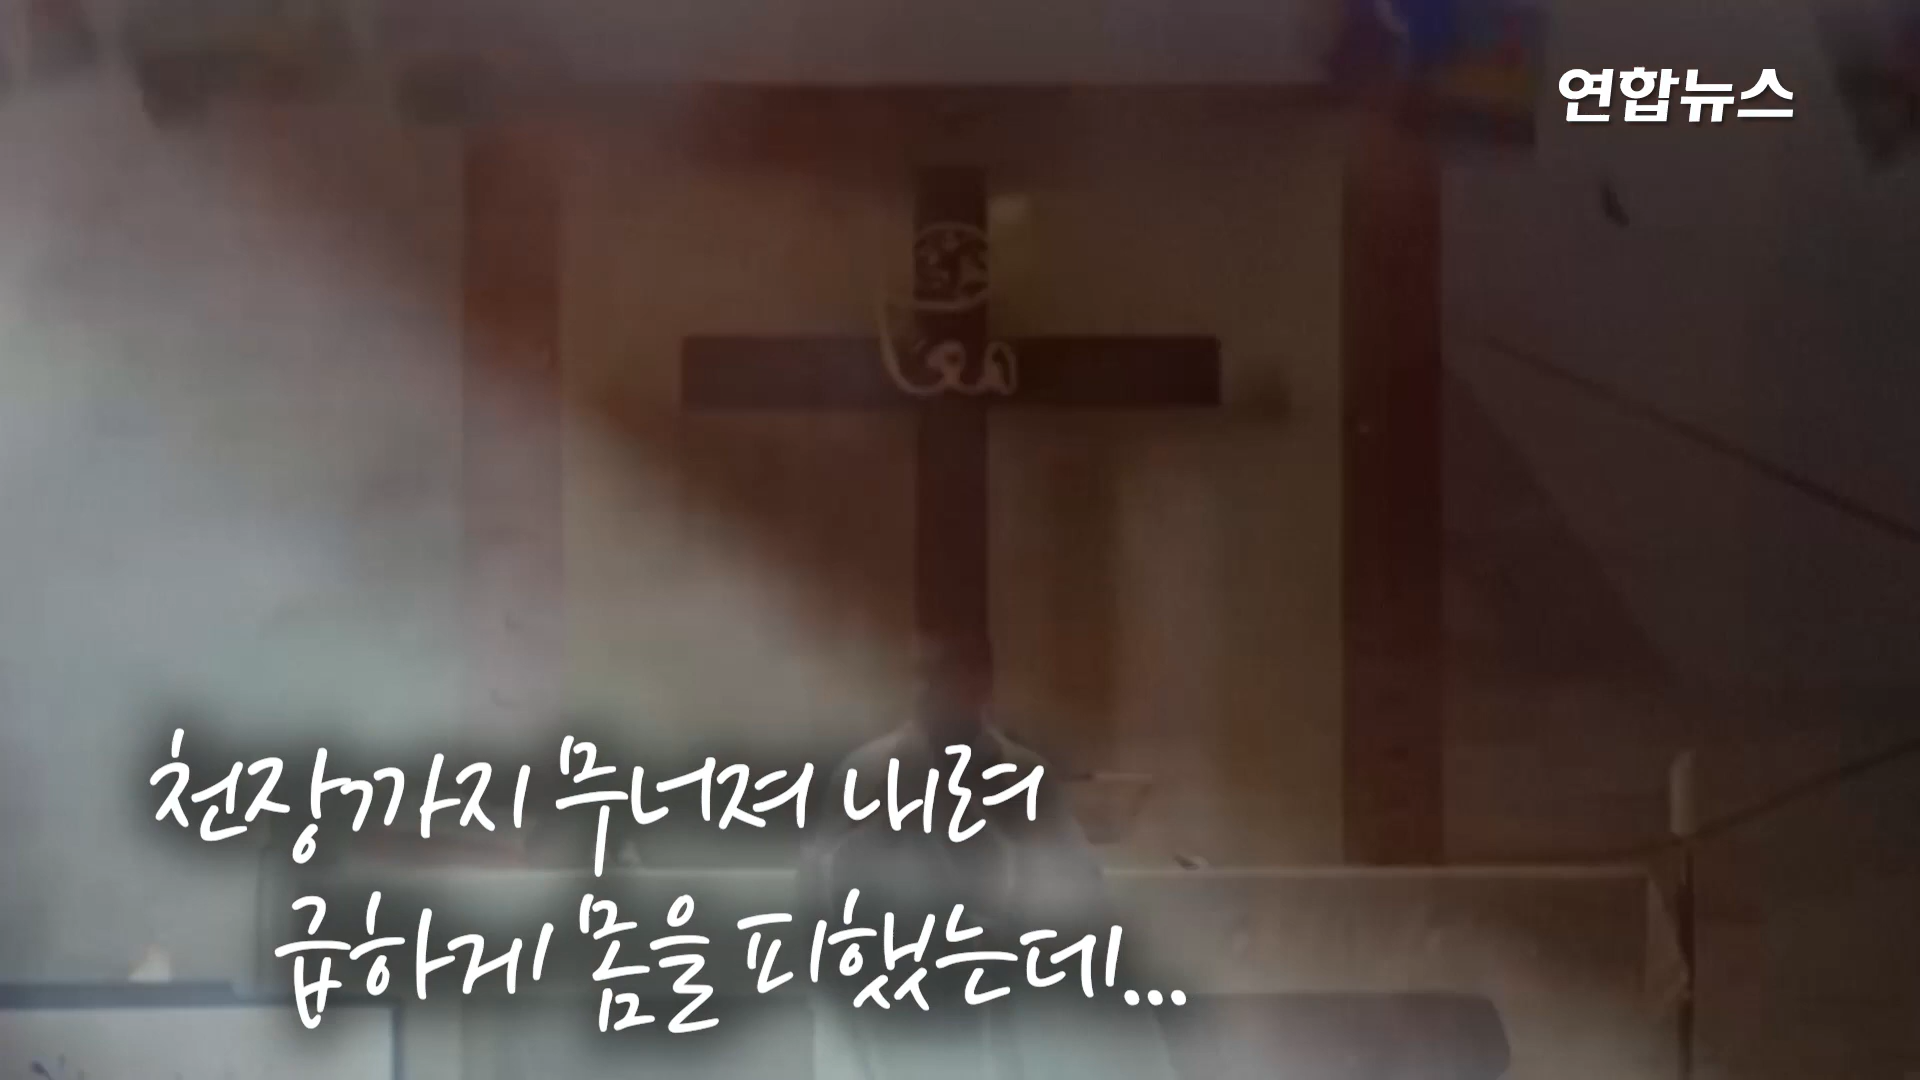 연합뉴스
천장까지 무너져 내려
급하게 몸을 피했는데...